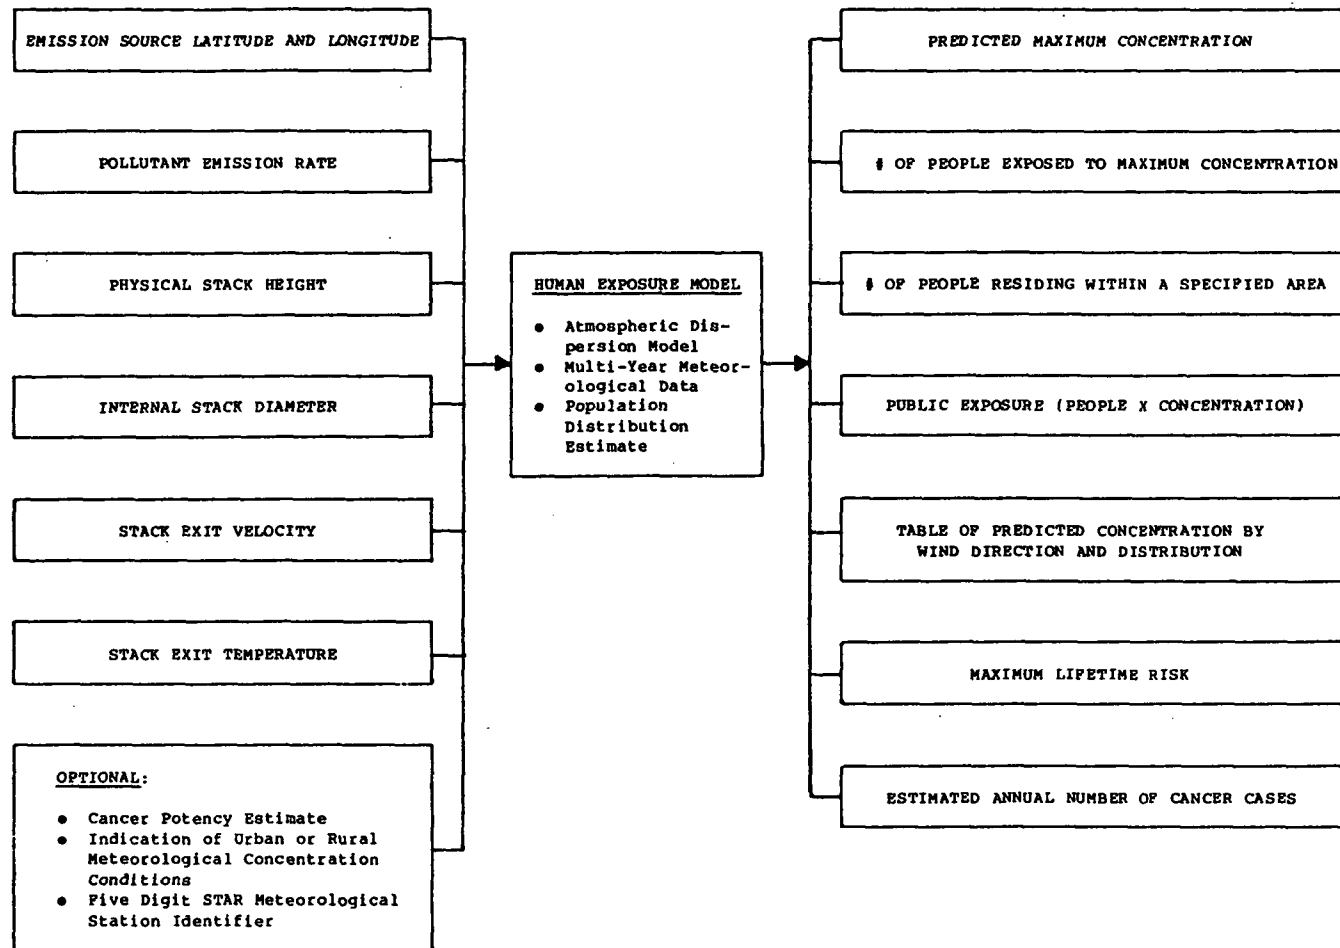 EMISSION SOURCE LATITUDE AND LONGITUDE
POLLUTANT EMISSION RATE
PHYSICAL STACK HEIGHT
INTERNAL STACK DIAMETER
STACK EXIT VELOCITY
STACK EXIT TEMPERATURE
OPTIONAL:
● Cancer Potency Estimate
● Indication of Urban or Rural
Meteorological Concentration
Conditions
● Five Digit STAR Meteorological
Station Identifier
HUMAN EXPOSURE MODEL
● Atmospheric Dis-
persion Model
● Multi-Year Meteor-
ological Data
● Population
Distribution
Estimate
PREDICTED MAXIMUM CONCENTRATION
# OF PEOPLE EXPOSED TO MAXIMUM CONCENTRATION
# OF PEOPLE RESIDING WITHIN A SPECIFIED AREA
PUBLIC EXPOSURE (PEOPLE X CONCENTRATION)
TABLE OF PREDICTED CONCENTRATION BY
WIND DIRECTION AND DISTRIBUTION
MAXIMUM LIFETIME RISK
ESTIMATED ANNUAL NUMBER OF CANCER CASES